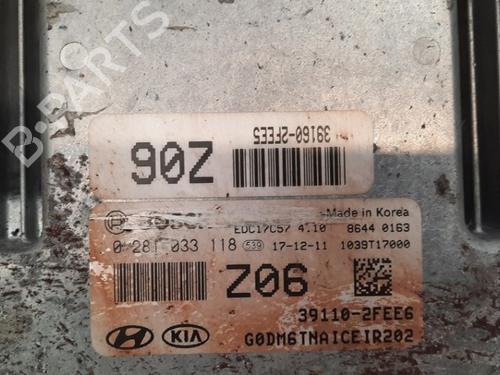 B-PARTS
39160-2FEE5
Z06
BOSCH
EDC17C57 4.10
Made in Korea
8644 0163
0 281 033 118 539 17-12-11 1039T17000
Z06
39110-2FEE6
HYUNDAI KIA
G0DM6TNAICEIR202